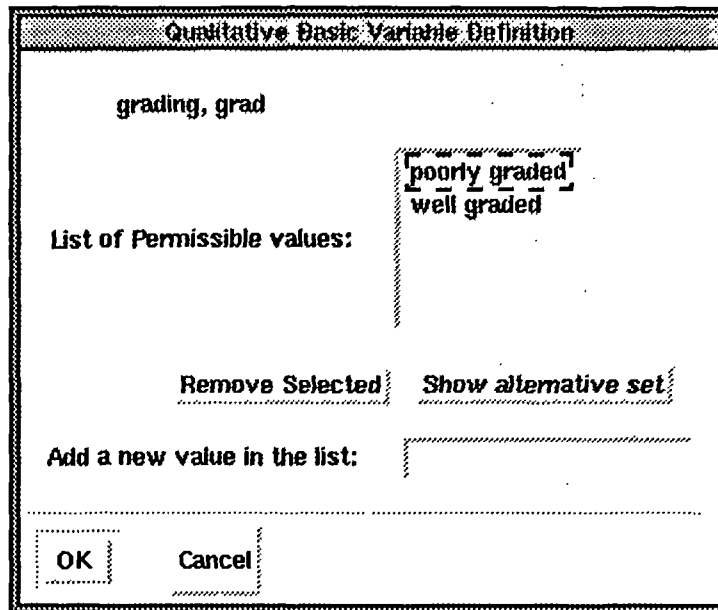 Qualitative Basic Variable Definition
grading, grad
poorly graded
well graded
List of Permissible values:
Remove Selected
Show alternative set
Add a new value in the list:
OK
Cancel